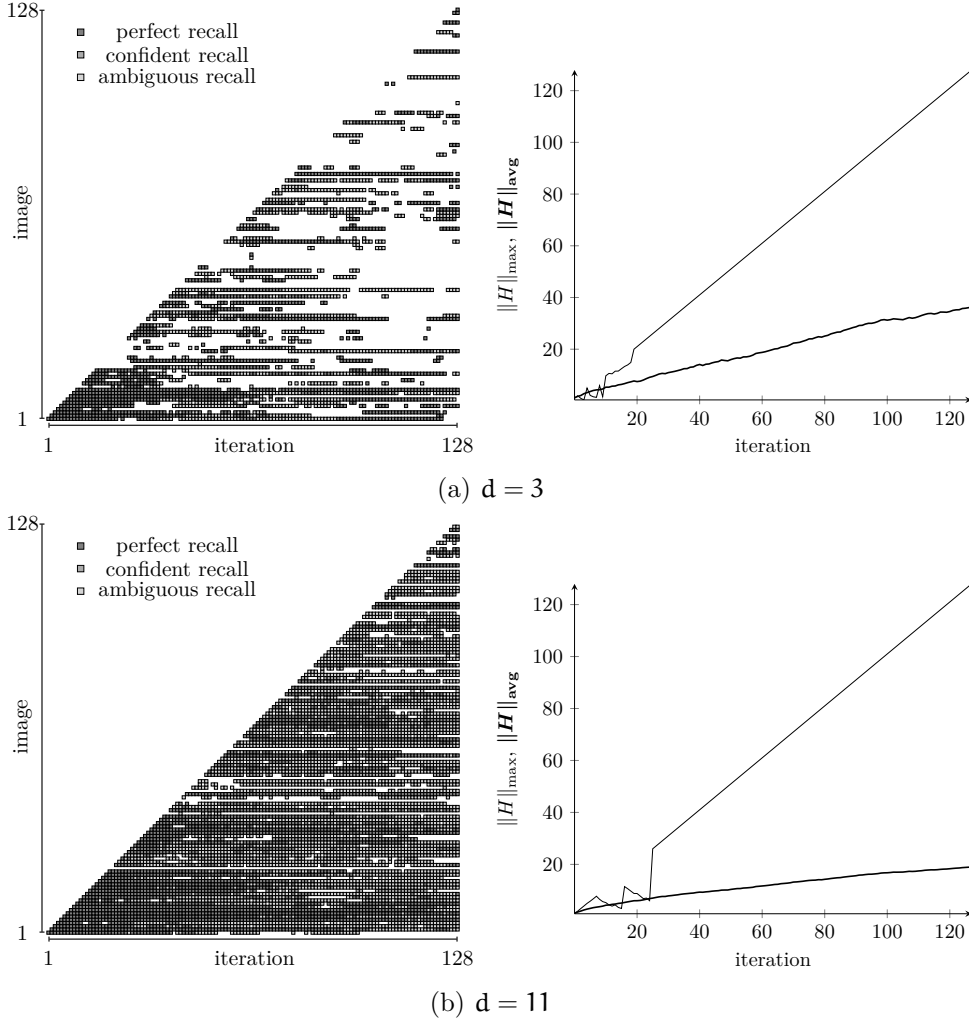 128
perfect recall
confident recall
ambiguous recall
image
1
1
iteration
128
120
100
80
60
40
20
‖H‖max, ‖H‖avg
20
40
60
80
100
120
iteration
(a) d = 3
128
perfect recall
confident recall
ambiguous recall
image
1
1
iteration
128
120
100
80
60
40
20
‖H‖max, ‖H‖avg
20
40
60
80
100
120
iteration
(b) d = 11